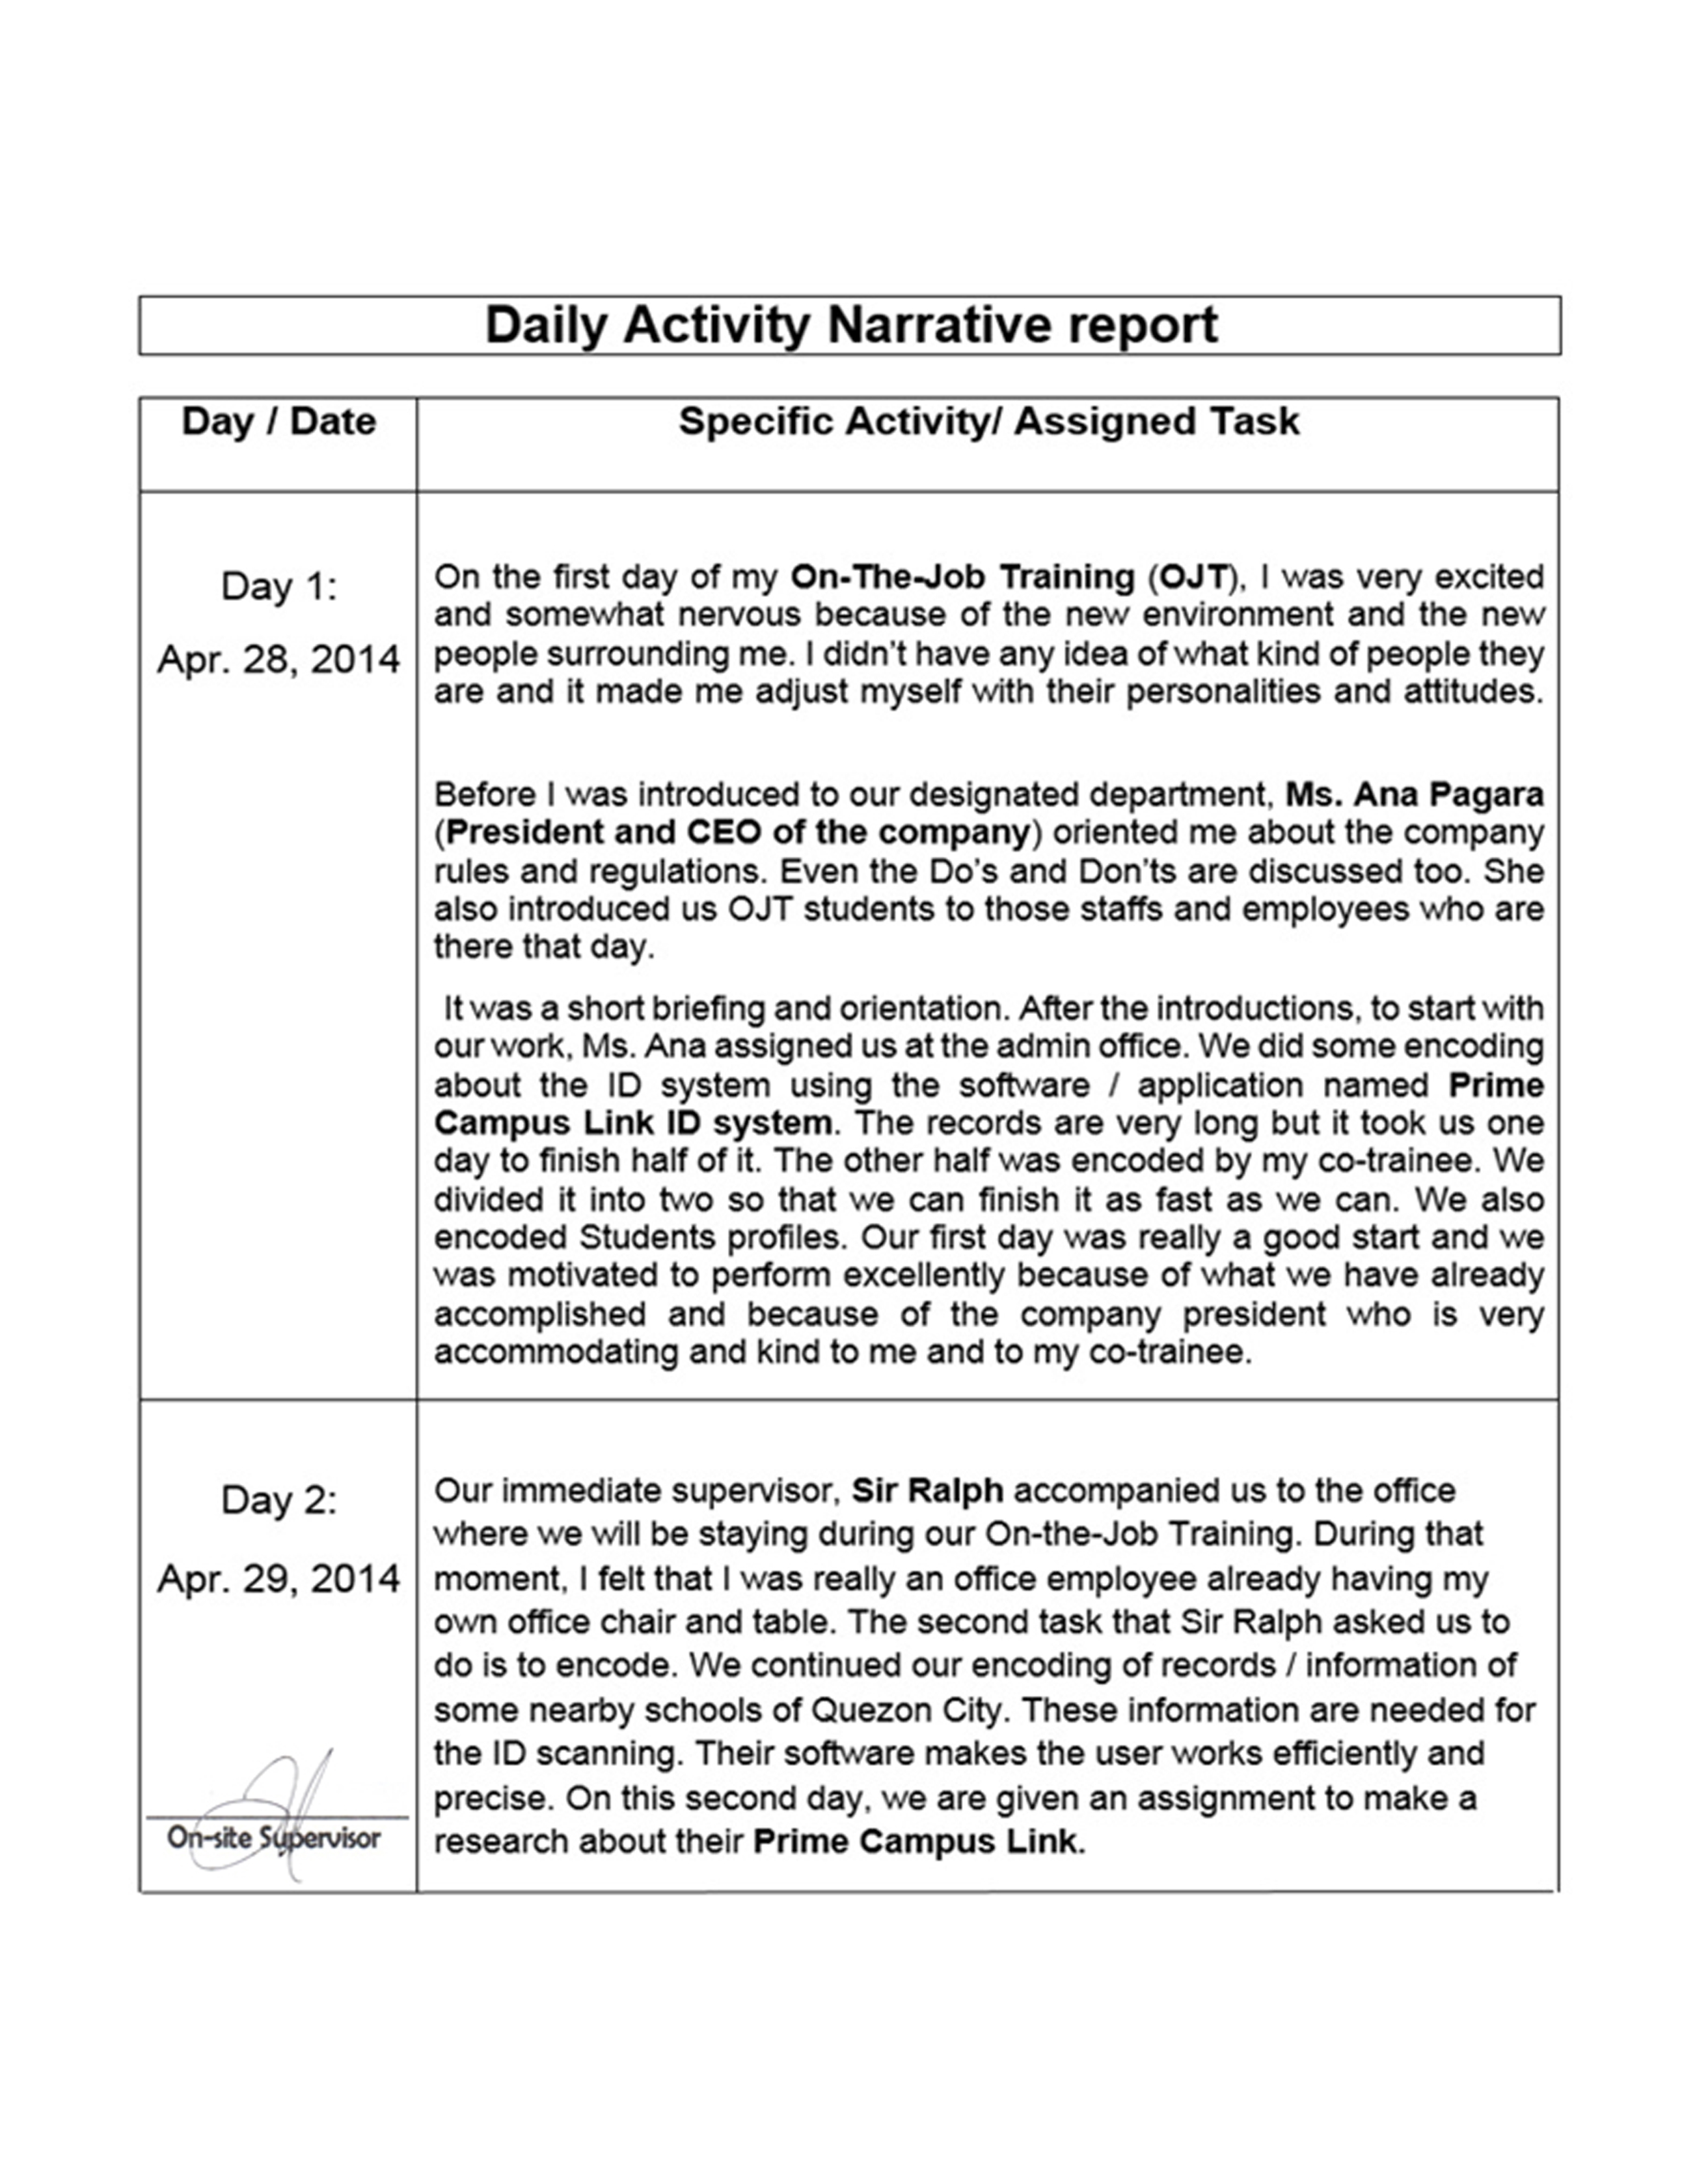 Daily Activity Narrative report
Day / Date
Specific Activity/ Assigned Task
Day 1:
Apr. 28, 2014
On the first day of my On-The-Job Training (OJT), I was very excited
and somewhat nervous because of the new environment and the new
people surrounding me. I didn't have any idea of what kind of people they
are and it made me adjust myself with their personalities and attitudes.
Before I was introduced to our designated department, Ms. Ana Pagara
(President and CEO of the company) oriented me about the company
rules and regulations. Even the Do's and Don'ts are discussed too. She
also introduced us OJT students to those staffs and employees who are
there that day.
It was a short briefing and orientation. After the introductions, to start with
our work, Ms. Ana assigned us at the admin office. We did some encoding
about the ID system using the software / application named Prime
Campus Link ID system. The records are very long but it took us one
day to finish half of it. The other half was encoded by my co-trainee. We
divided it into two so that we can finish it as fast as we can. We also
encoded Students profiles. Our first day was really a good start and we
was motivated to perform excellently because of what we have already
accomplished and because of the company president who is very
accommodating and kind to me and to my co-trainee.
Day 2:
Apr. 29, 2014
On-site Supervisor
Our immediate supervisor, Sir Ralph accompanied us to the office
where we will be staying during our On-the-Job Training. During that
moment, I felt that I was really an office employee already having my
own office chair and table. The second task that Sir Ralph asked us to
do is to encode. We continued our encoding of records / information of
some nearby schools of Quezon City. These information are needed for
the ID scanning. Their software makes the user works efficiently and
precise. On this second day, we are given an assignment to make a
research about their Prime Campus Link.